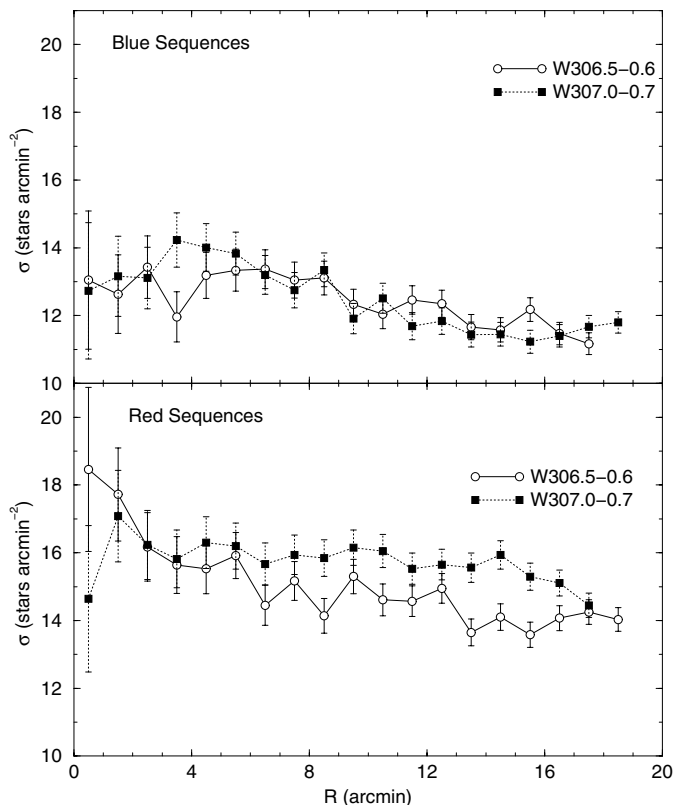 20
18
16
14
12
10
σ (stars arcmin⁻²)
Blue Sequences
W306.5−0.6
W307.0−0.7
20
18
16
14
12
10
σ (stars arcmin⁻²)
Red Sequences
W306.5−0.6
W307.0−0.7
0 4 8 12 16 20
R (arcmin)